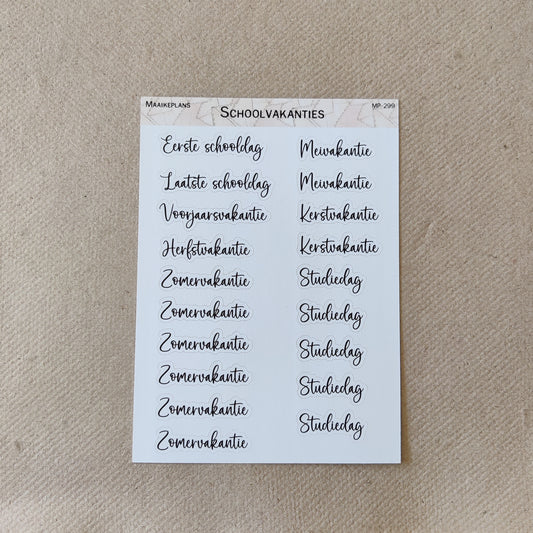 MAAIKEPLANS
SCHOOLVAKANTIES
MP-299
Eerste schooldag
Laatste schooldag
Voorjaarsvakantie
Herfstvakantie
Zomervakantie
Zomervakantie
Zomervakantie
Zomervakantie
Zomervakantie
Zomervakantie
Meivakantie
Meivakantie
Kerstvakantie
Kerstvakantie
Studiedag
Studiedag
Studiedag
Studiedag
Studiedag